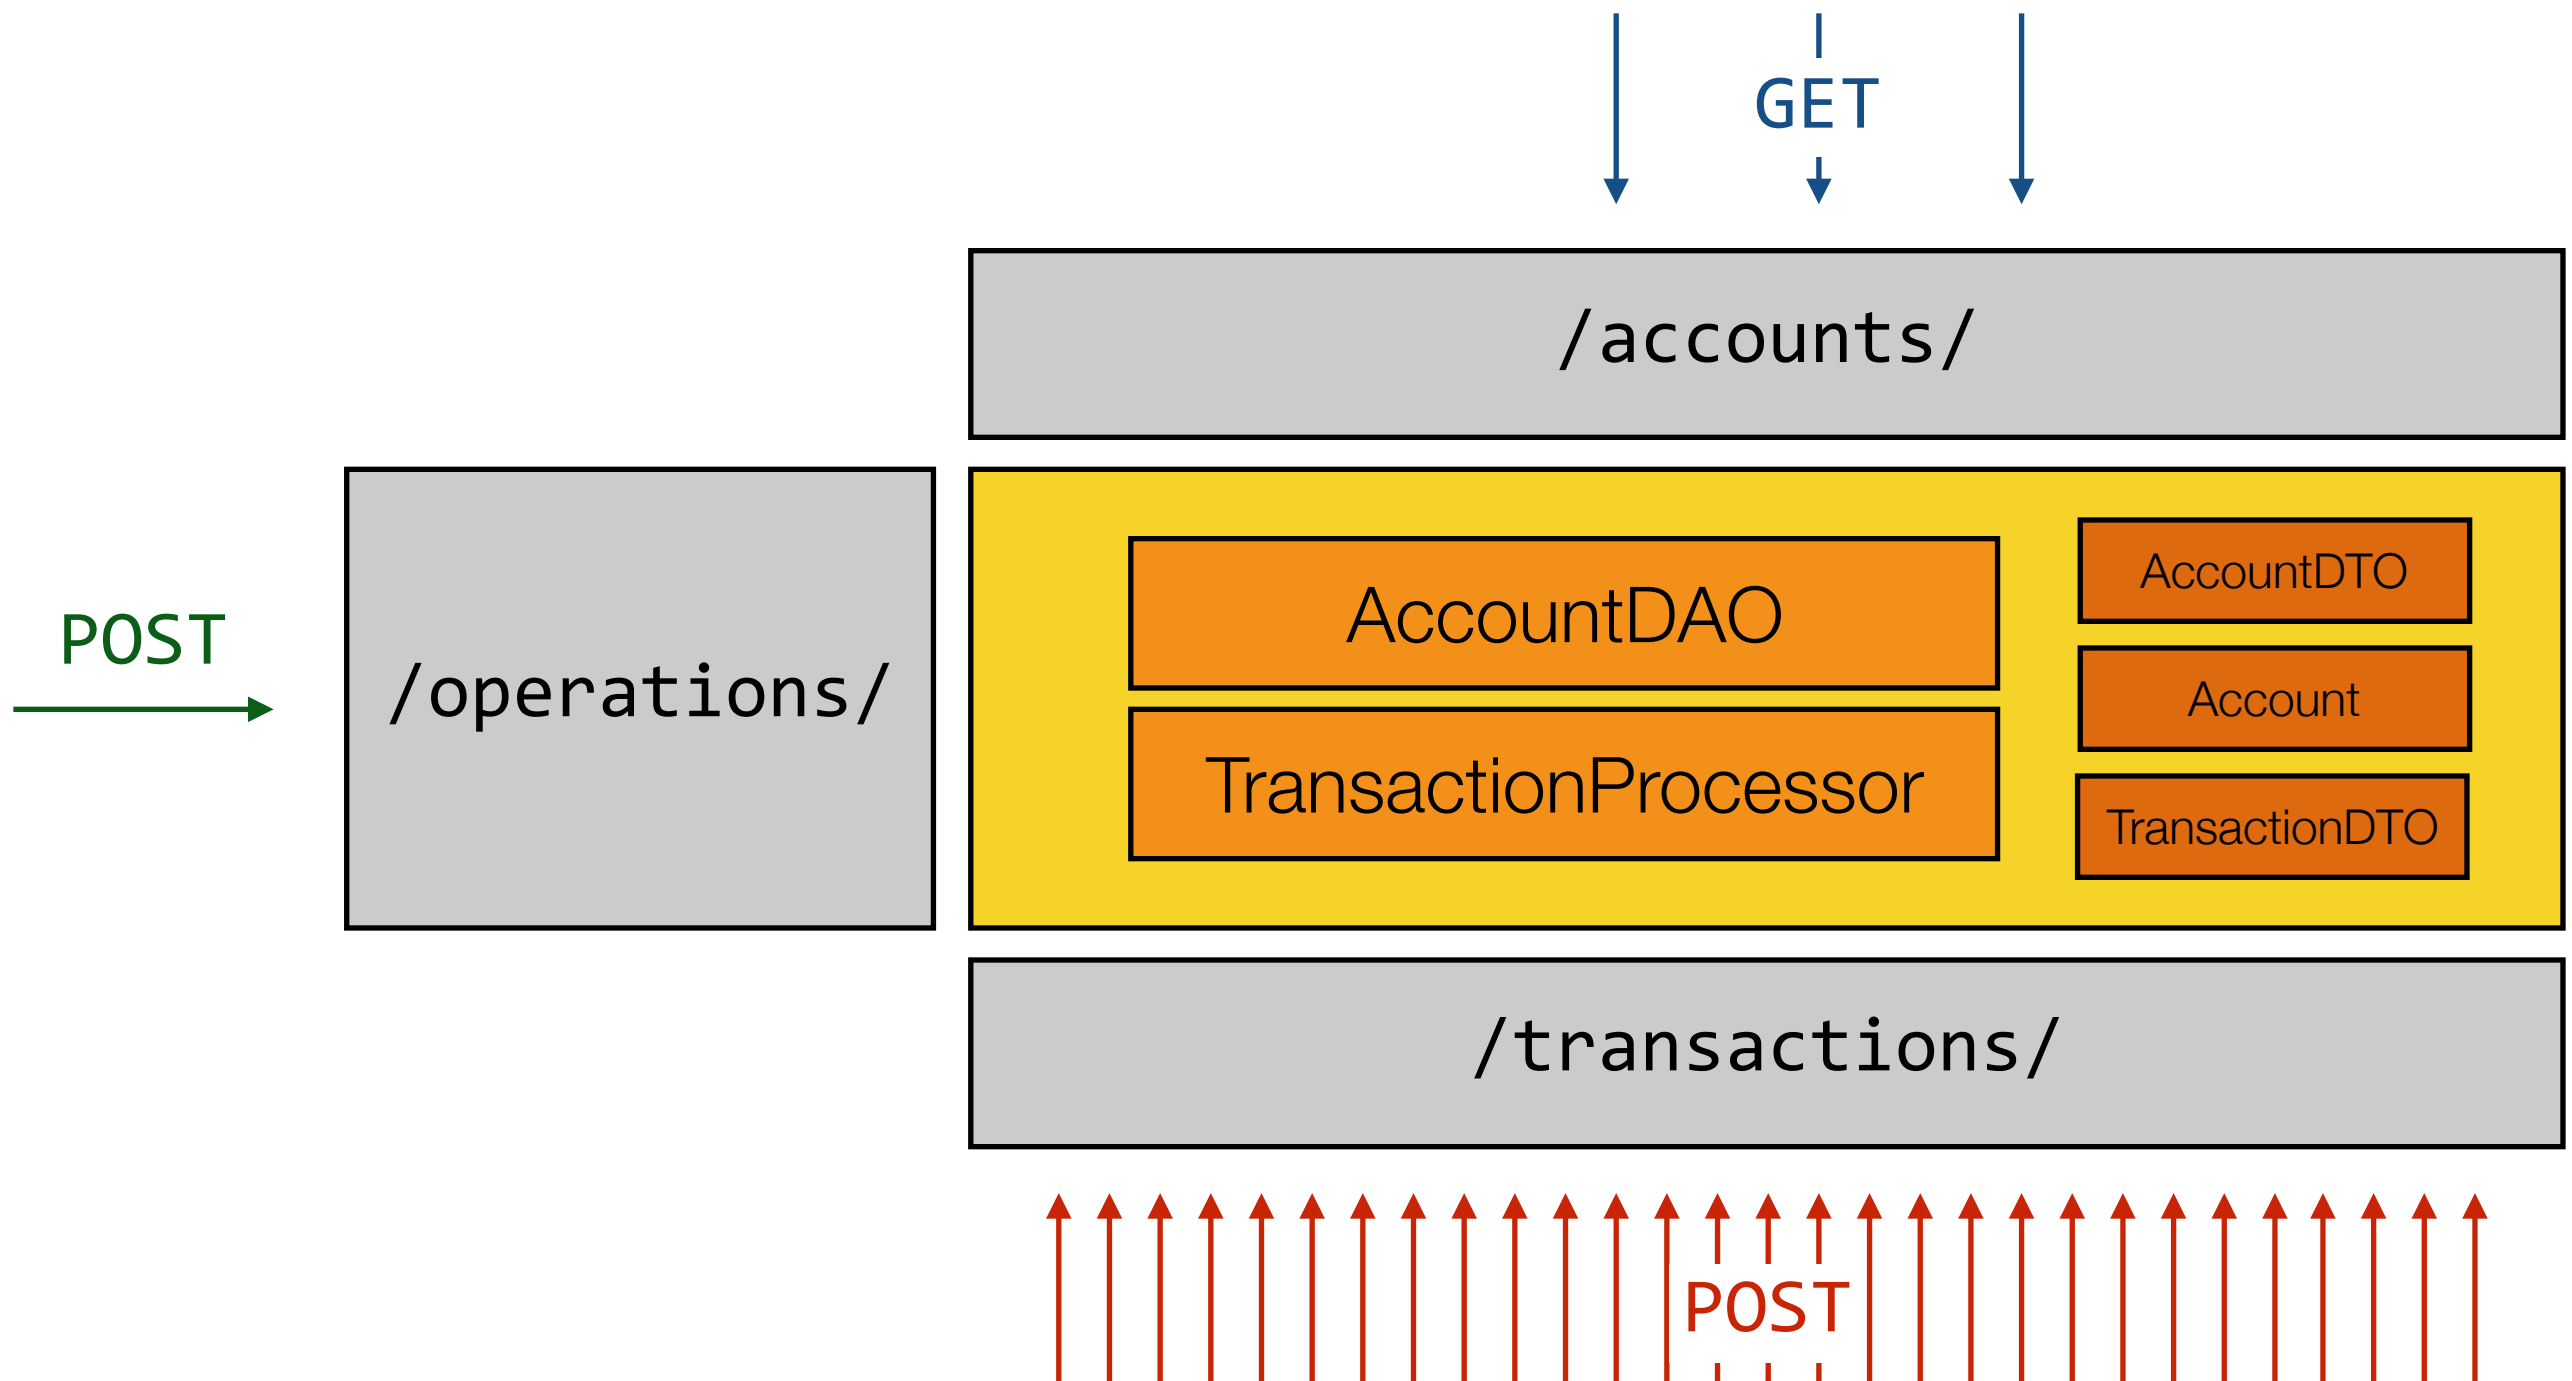 GET
/accounts/
POST
/operations/
AccountDAO
TransactionProcessor
AccountDTO
Account
TransactionDTO
/transactions/
POST